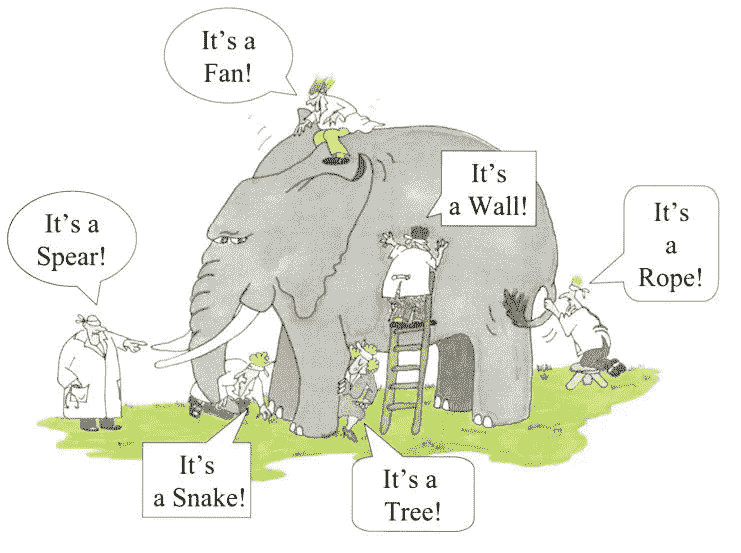 It's a
Fan!
It's
a Wall!
It's
a
Rope!
It's a
Spear!
It's
a Snake!
It's a
Tree!